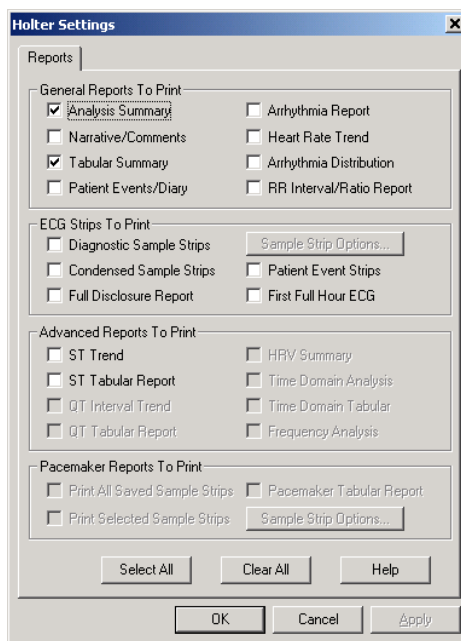 Holter Settings
Reports
General Reports To Print
Analysis Summary Arrhythmia Report
Narrative/Comments Heart Rate Trend
Tabular Summary Arrhythmia Distribution
Patient Events/Diary RR Interval/Ratio Report
ECG Strips To Print
Diagnostic Sample Strips Sample Strip Options...
Condensed Sample Strips Patient Event Strips
Full Disclosure Report First Full Hour ECG
Advanced Reports To Print
ST Trend HRV Summary
ST Tabular Report Time Domain Analysis
QT Interval Trend Time Domain Tabular
QT Tabular Report Frequency Analysis
Pacemaker Reports To Print
Print All Saved Sample Strips Pacemaker Tabular Report
Print Selected Sample Strips Sample Strip Options...
Select All Clear All Help
OK Cancel Apply